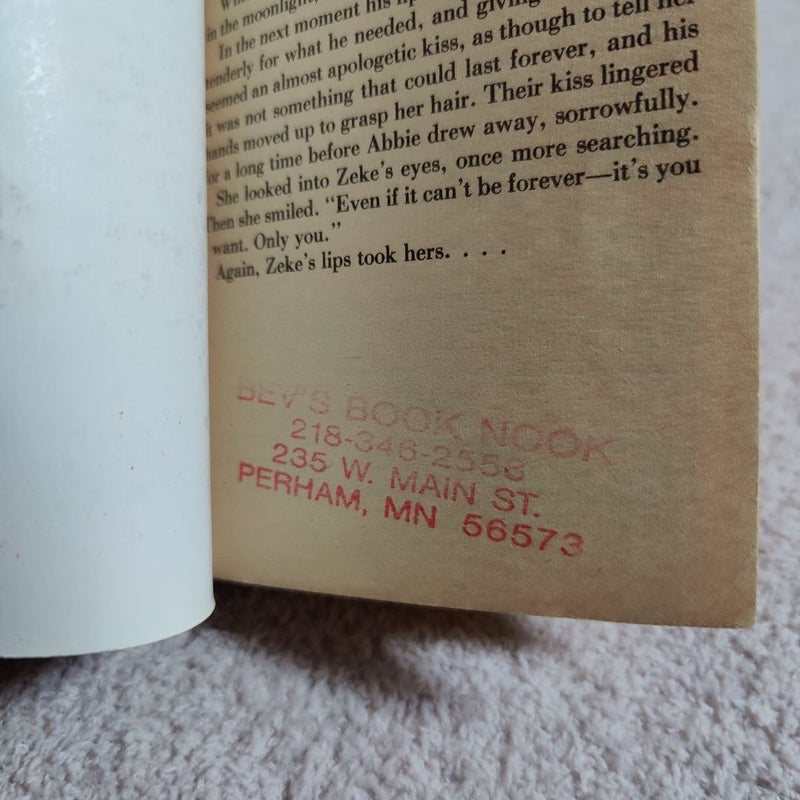 in the moonlight,
In the next moment his
tenderly for what he needed, and giving
seemed an almost apologetic kiss, as though to tell her
it was not something that could last forever, and his
hands moved up to grasp her hair. Their kiss lingered
for a long time before Abbie drew away, sorrowfully.
She looked into Zeke's eyes, once more searching.
Then she smiled. "Even if it can't be forever—it's you
want. Only you."
Again, Zeke's lips took hers. . . .
BEV'S BOOK NOOK
218-346-2558
235 W. MAIN ST.
PERHAM, MN 56573